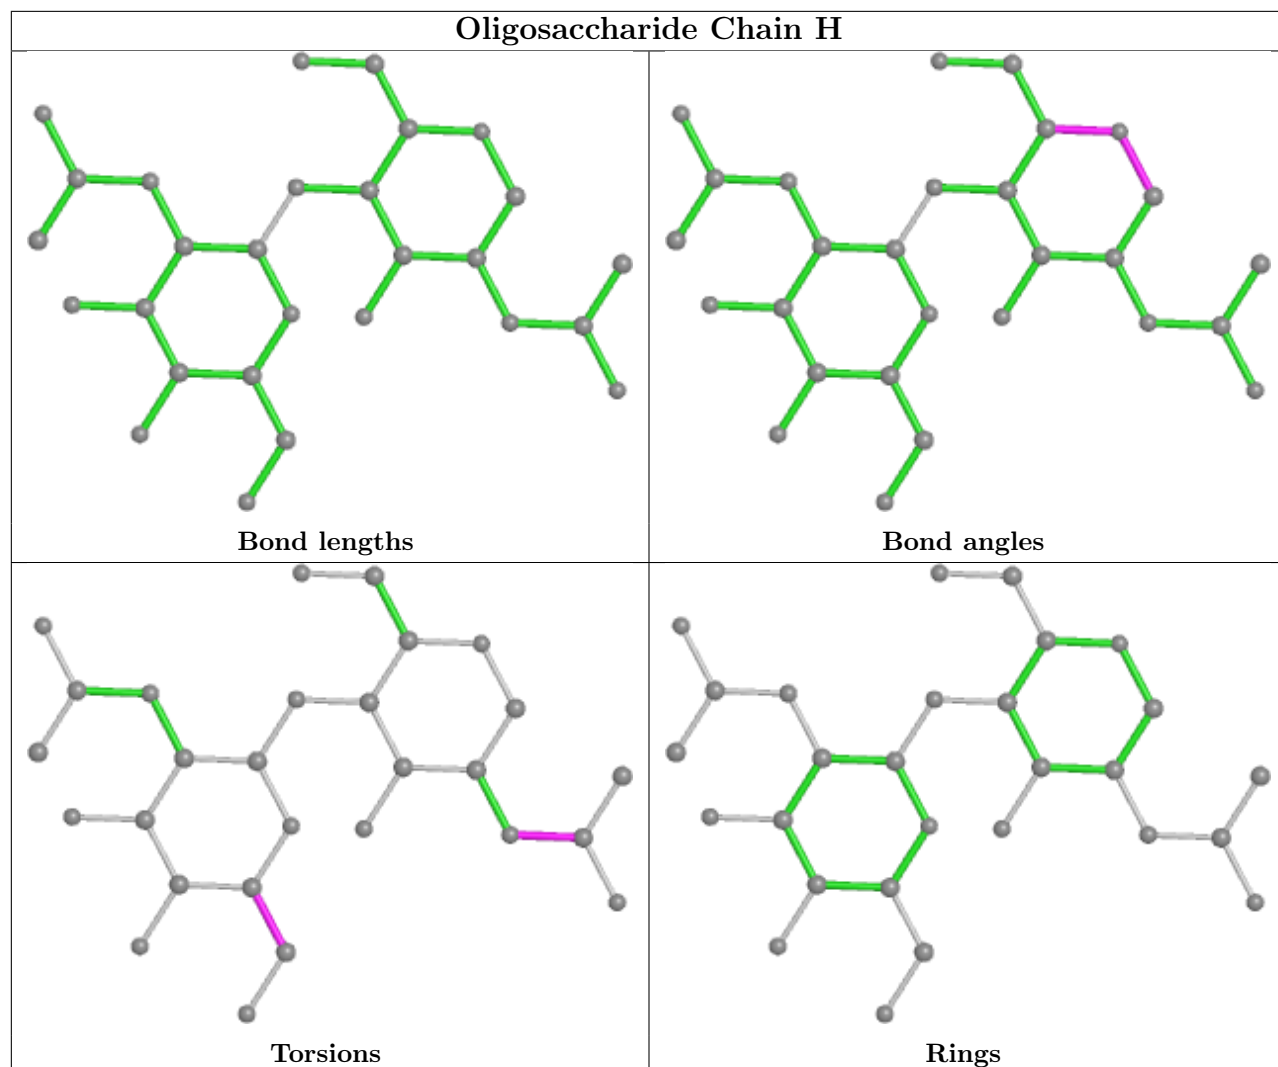 Oligosaccharide Chain H
Bond lengths
Bond angles
Torsions
Rings